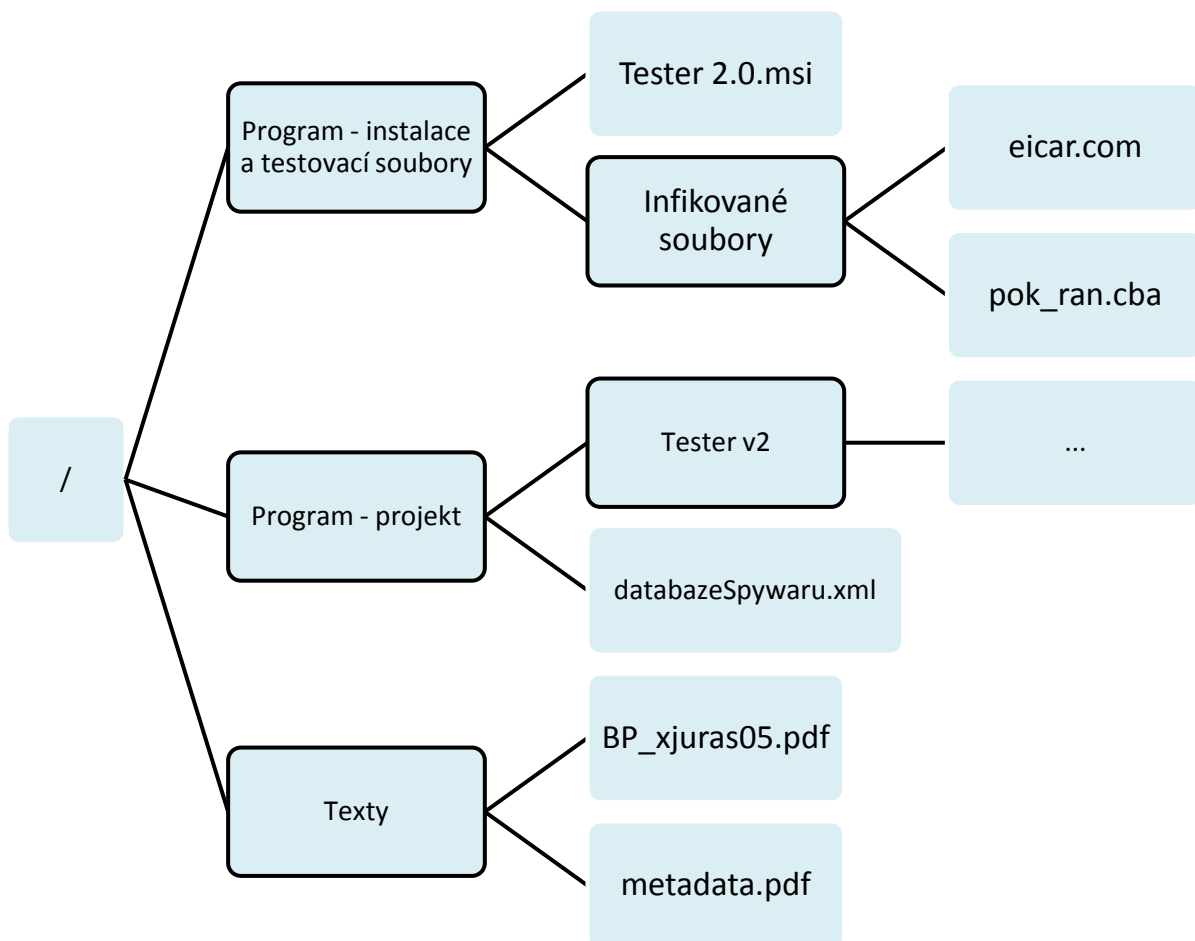 /
Program - instalace
a testovací soubory
Tester 2.0.msi
Infikované
soubory
eicar.com
pok_ran.cba
Program - projekt
Tester v2
...
databazeSpywaru.xml
Texty
BP_xjuras05.pdf
metadata.pdf